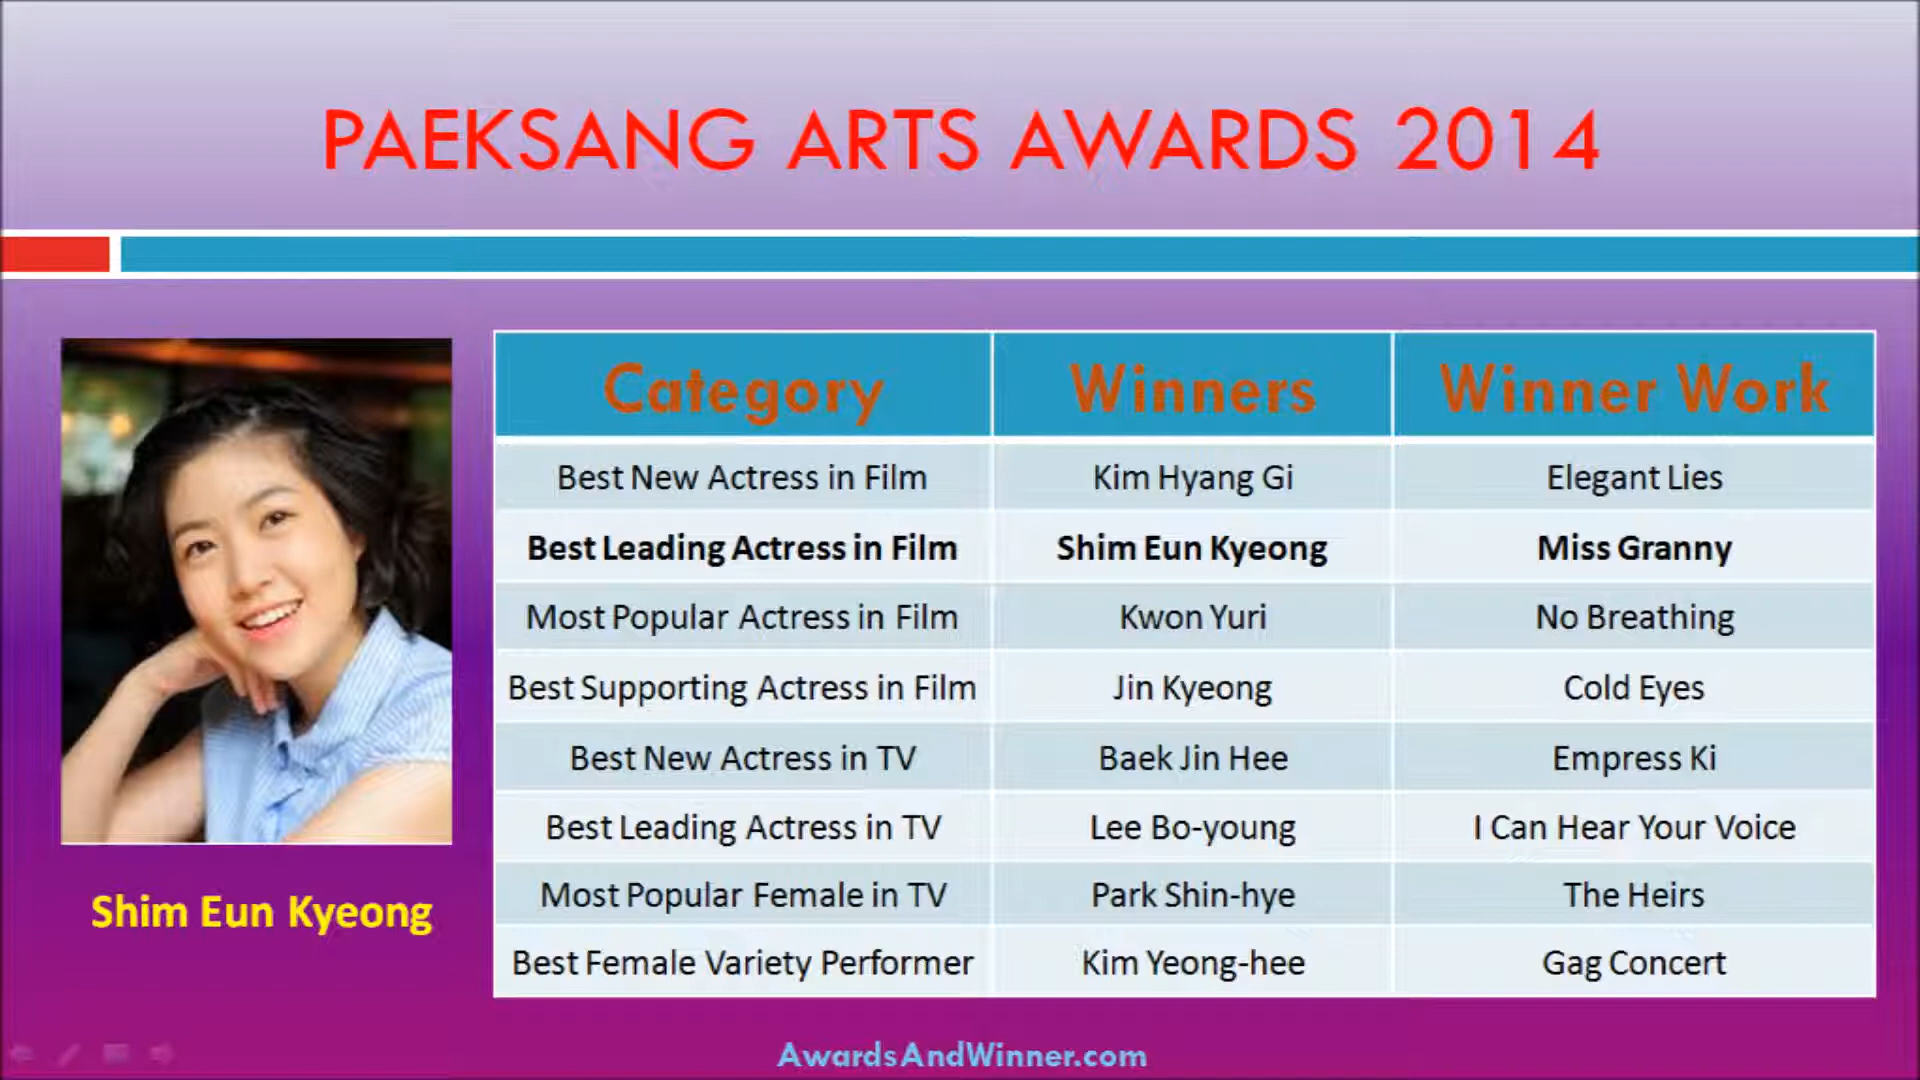 PAEKSANG ARTS AWARDS 2014
Category Winners Winner Work
Best New Actress in Film Kim Hyang Gi Elegant Lies
Best Leading Actress in Film Shim Eun Kyeong Miss Granny
Most Popular Actress in Film Kwon Yuri No Breathing
Best Supporting Actress in Film Jin Kyeong Cold Eyes
Best New Actress in TV Baek Jin Hee Empress Ki
Best Leading Actress in TV Lee Bo-young I Can Hear Your Voice
Most Popular Female in TV Park Shin-hye The Heirs
Best Female Variety Performer Kim Yeong-hee Gag Concert
Shim Eun Kyeong
AwardsAndWinner.com